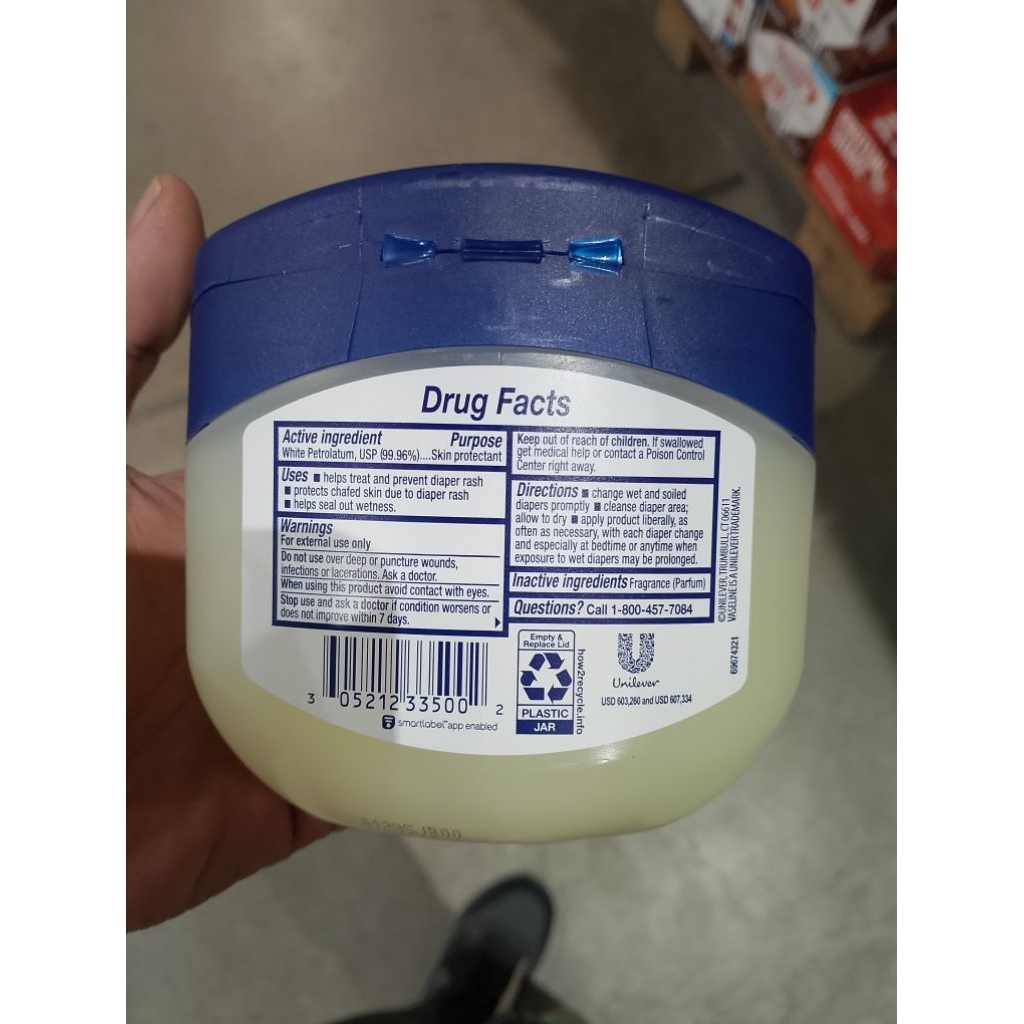 Drug Facts
Active ingredient Purpose
White Petrolatum, USP (99.96%)....Skin protectant
Uses ■ helps treat and prevent diaper rash
■ protects chafed skin due to diaper rash
■ helps seal out wetness.
Warnings
For external use only
Do not use over deep or puncture wounds,
infections or lacerations. Ask a doctor.
When using this product avoid contact with eyes.
Stop use and ask a doctor if condition worsens or
does not improve within 7 days.
Keep out of reach of children. If swallowed
get medical help or contact a Poison Control
Center right away.
Directions ■ change wet and soiled
diapers promptly ■ cleanse diaper area;
allow to dry ■ apply product liberally, as
often as necessary, with each diaper change
and especially at bedtime or anytime when
exposure to wet diapers may be prolonged.
Inactive ingredients Fragrance (Parfum)
Questions? Call 1-800-457-7084
©UNILEVER, TRUMBULL, CT 06611
VASELINE IS A UNILEVER TRADEMARK.
69674321
3 05212 33500 2
smartlabel™ app enabled
Empty &
Replace Lid
PLASTIC
JAR
how2recycle.info
Unilever
USD 603,260 and USD 607,334